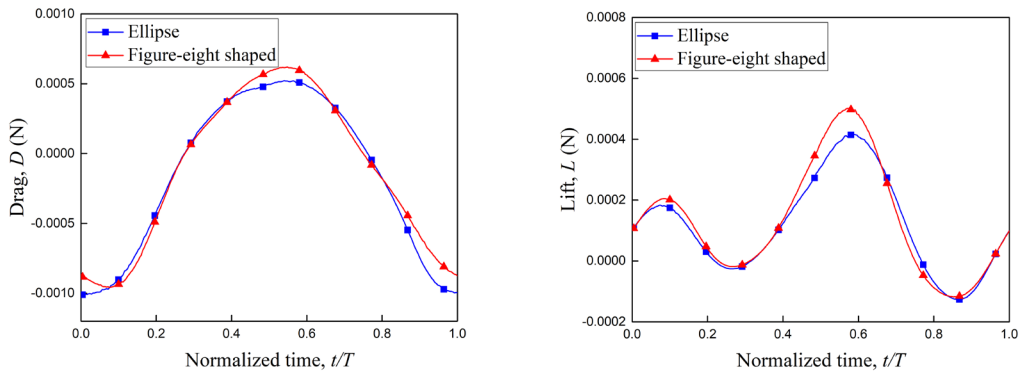 0.0010
0.0005
0.0000
-0.0005
-0.0010
Drag, D (N)
Ellipse
Figure-eight shaped
0.0 0.2 0.4 0.6 0.8 1.0
Normalized time, t/T
0.0008
0.0006
0.0004
0.0002
0.0000
-0.0002
Lift, L (N)
Ellipse
Figure-eight shaped
0.0 0.2 0.4 0.6 0.8 1.0
Normalized time, t/T